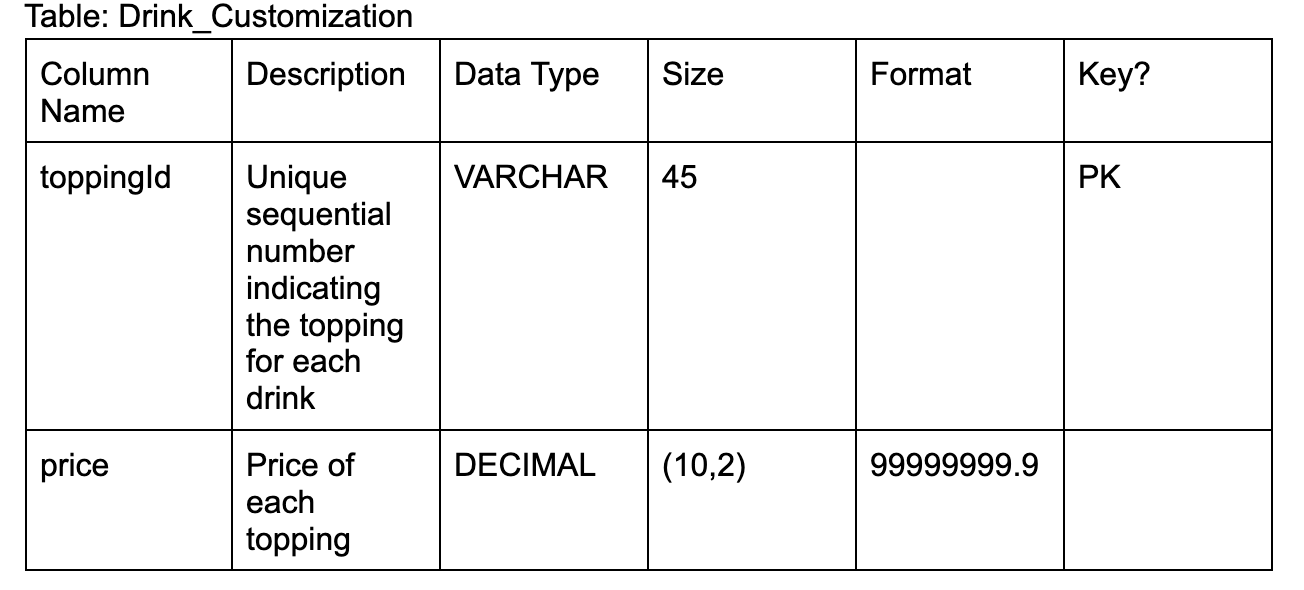 Table: Drink_Customization
Column Name | Description | Data Type | Size | Format | Key?
toppingId | Unique sequential number indicating the topping for each drink | VARCHAR | 45 | | PK
price | Price of each topping | DECIMAL | (10,2) | 99999999.9 |